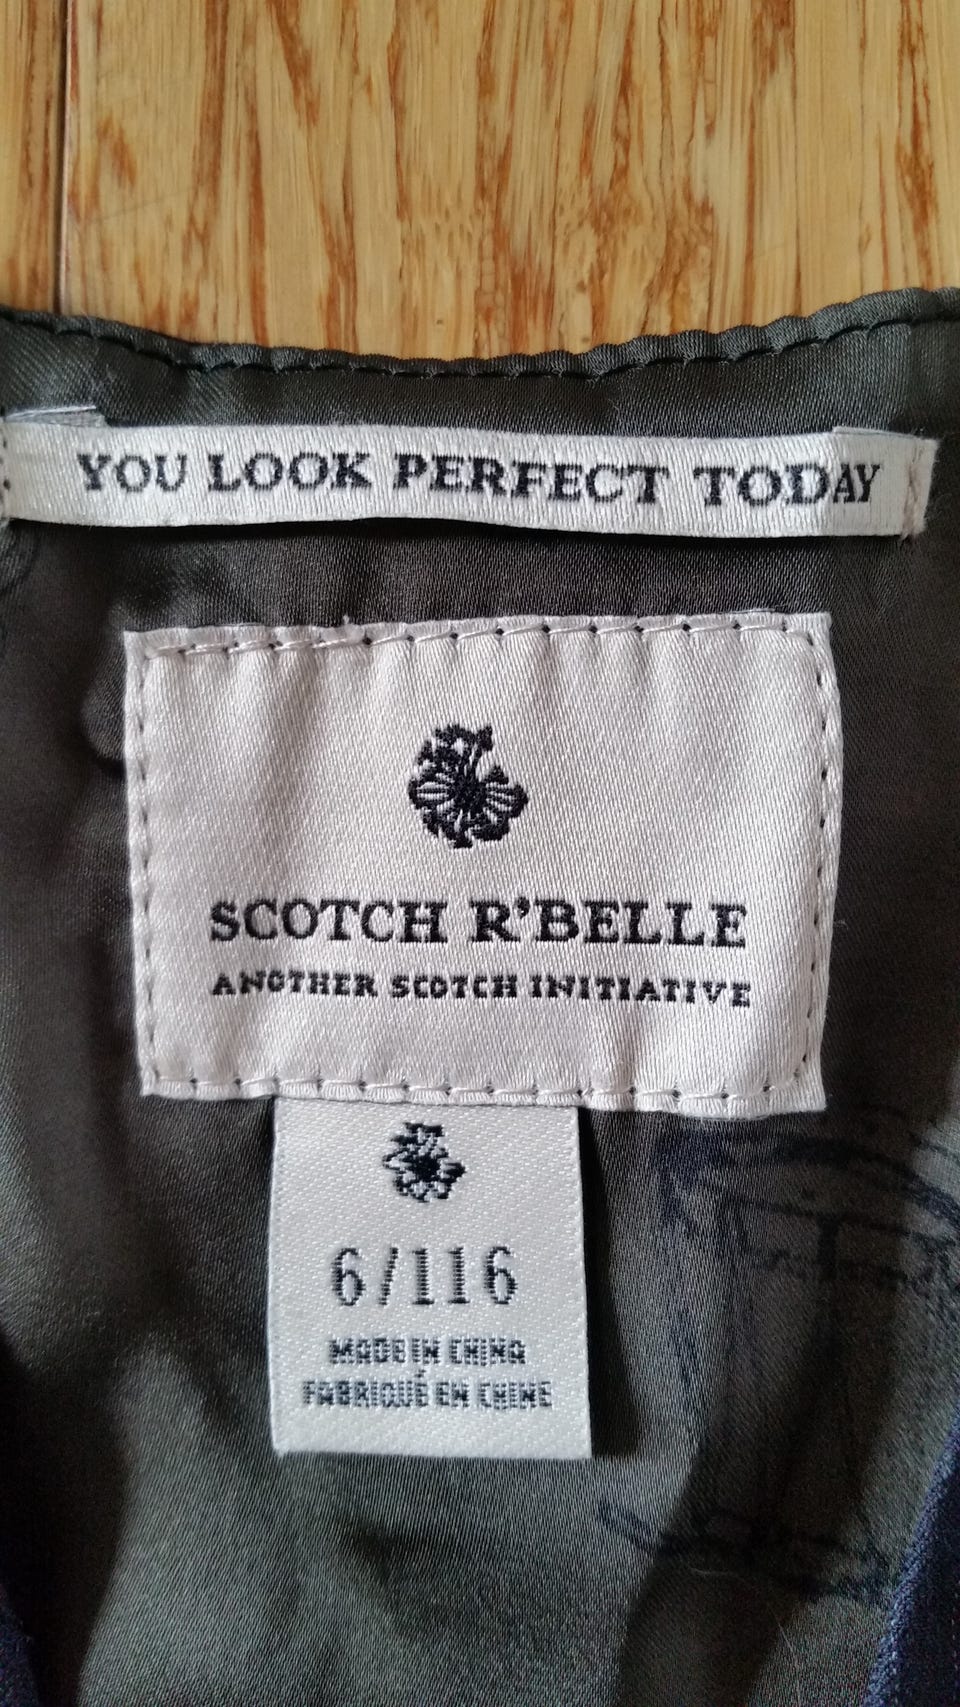 YOU LOOK PERFECT TODAY
SCOTCH R'BELLE
ANOTHER SCOTCH INITIATIVE
6/116
MADE IN CHINA
FABRIQUÉ EN CHINE